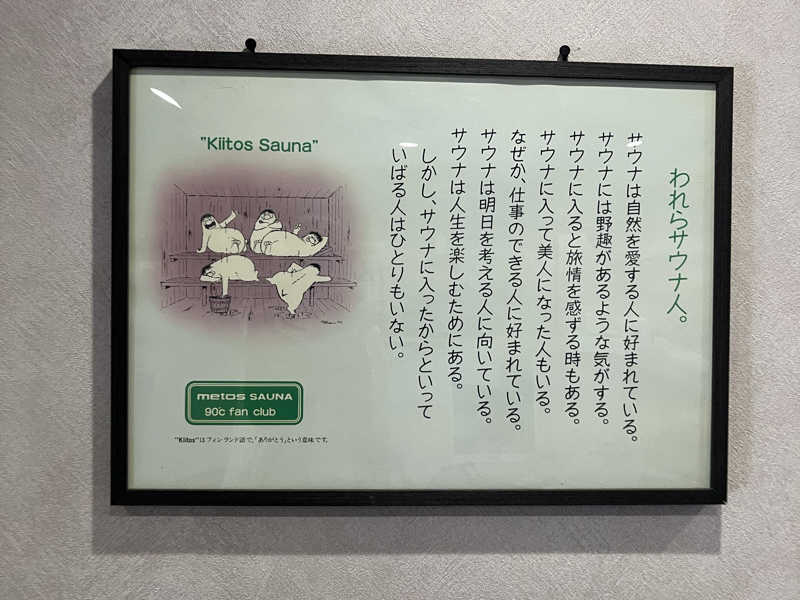 われらサウナ人。
サウナは自然を愛する人に好まれている。
サウナには野趣があるような気がする。
サウナに入ると旅情を感ずる時もある。
サウナに入って美人になった人もいる。
なぜか、仕事のできる人に好まれている。
サウナは明日を考える人に向いている。
サウナは人生を楽しむためにある。
しかし、サウナに入ったからといって
いばる人はひとりもいない。
"Kiitos Sauna"
metos SAUNA
90℃ fan club
"Kiitos"はフィンランド語で、「ありがとう」という意味です。